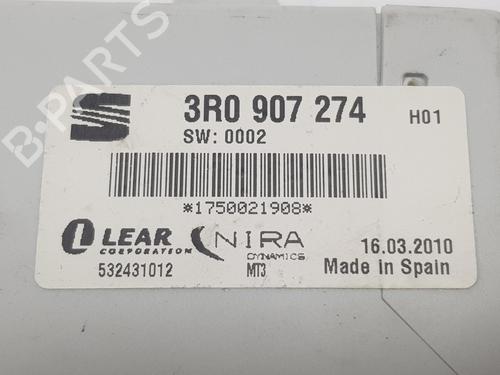 B-PARTS
3R0 907 274 H01
SW: 0002
*1750021908*
LEAR NIRA 16.03.2010
CORPORATION DYNAMICS
532431012 MT3 Made in Spain